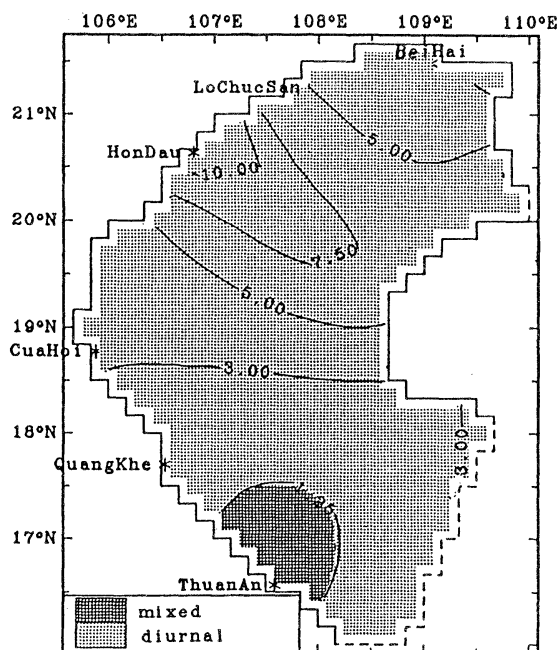 106°E 107°E 108°E 109°E 110°E
BeiHai
21°N
LoChucSan
5.00
HonDau
10.00
20°N
7.50
5.00
19°N
CuaHoi
3.00
18°N
3.00
QuangKhe
17°N
ThuanAn
mixed
diurnal